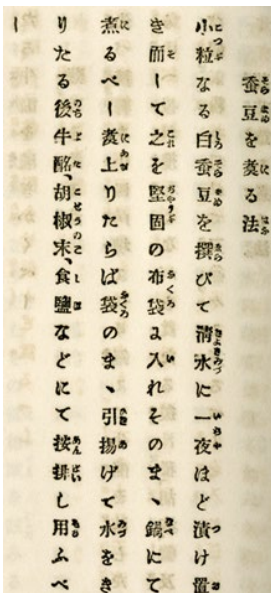 蚕豆を煑る法
小粒なる白蚕豆を撰びて淸水に一夜ほど漬け置
き而して之を堅固の布袋に入れそのまゝ鍋にて
煮るべし煑上りたらば袋のまゝ引揚げて水をき
りたる後牛酪、胡椒末、食鹽などにて按排し用ふべ
し